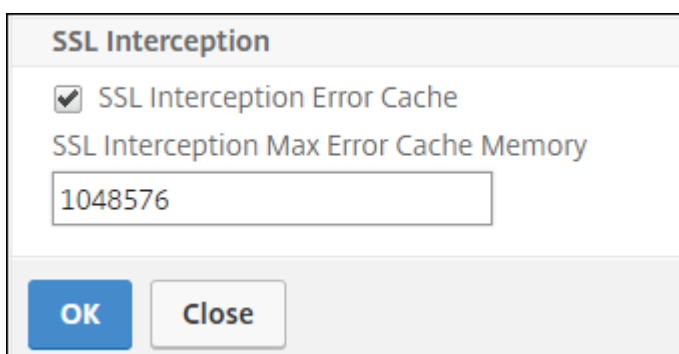 SSL Interception
SSL Interception Error Cache
SSL Interception Max Error Cache Memory
1048576
OK Close